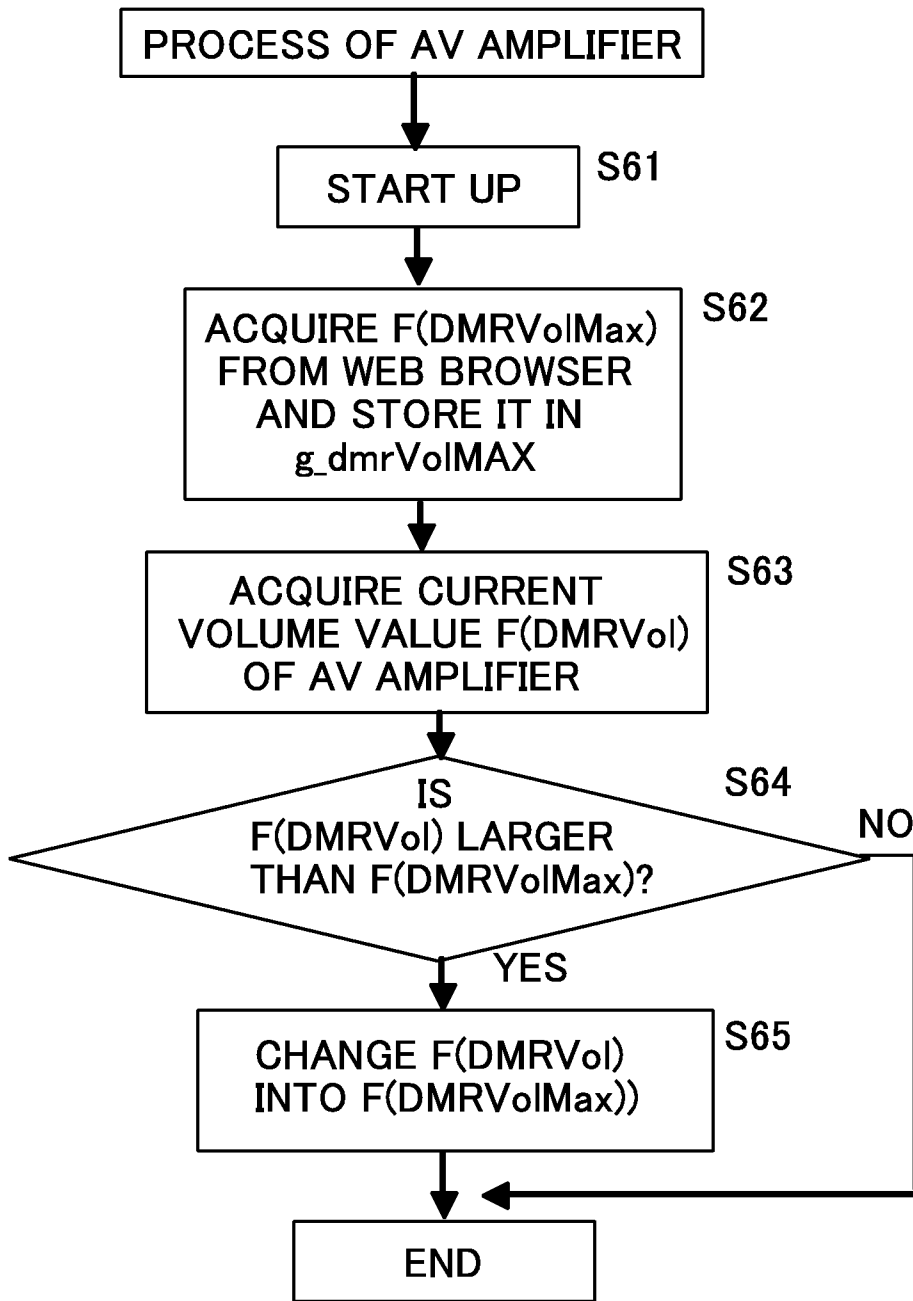 PROCESS OF AV AMPLIFIER
S61
START UP
S62
ACQUIRE F(DMRVolMax)
FROM WEB BROWSER
AND STORE IT IN
g_dmrVolMAX
S63
ACQUIRE CURRENT
VOLUME VALUE F(DMRVol)
OF AV AMPLIFIER
S64
IS
F(DMRVol) LARGER
THAN F(DMRVolMax)?
NO
YES
S65
CHANGE F(DMRVol)
INTO F(DMRVolMax))
END